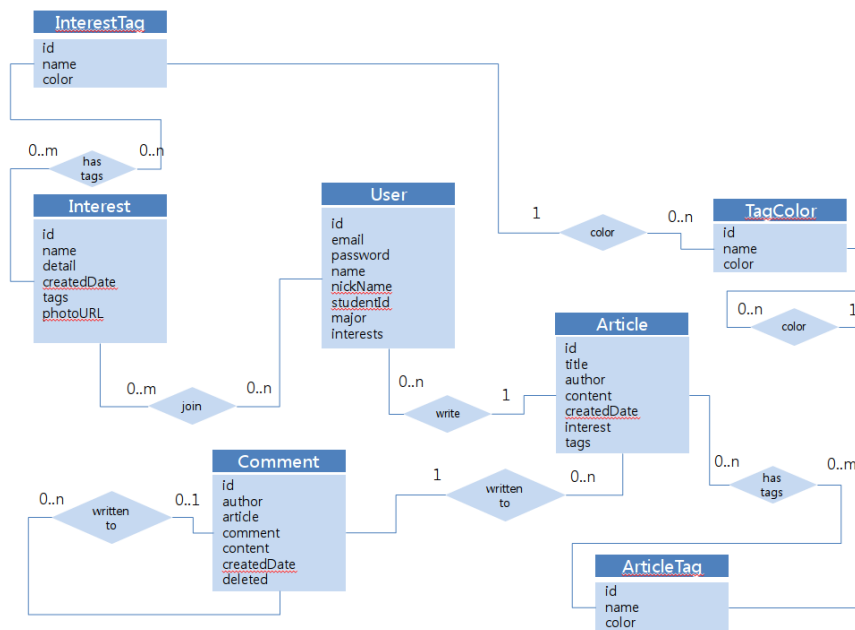 InterestTag
id
name
color
0..m
0..n
has
tags
Interest
id
name
detail
createdDate
tags
photoURL
User
id
email
password
name
nickName
studentId
major
interests
1
0..n
color
TagColor
id
name
color
0..n
1
color
Article
id
title
author
content
createdDate
interest
tags
0..m
0..n
join
0..n
1
write
Comment
id
author
article
comment
content
createdDate
deleted
0..n
0..1
written
to
1
0..n
written
to
0..n
0..m
has
tags
ArticleTag
id
name
color